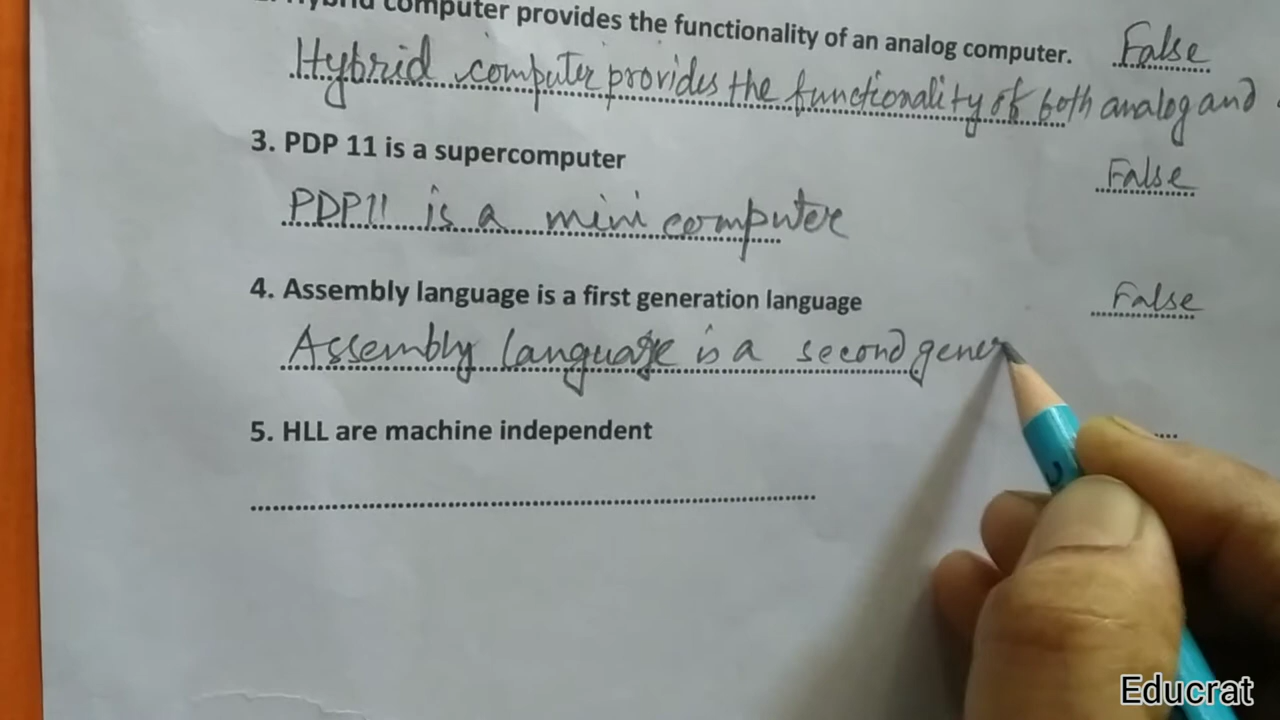 Hybrid computer provides the functionality of an analog computer. False
Hybrid computer provides the functionality of both analog and
3. PDP 11 is a supercomputer False
PDP11 is a mini computer
4. Assembly language is a first generation language False
Assembly language is a second gener
5. HLL are machine independent
Educrat